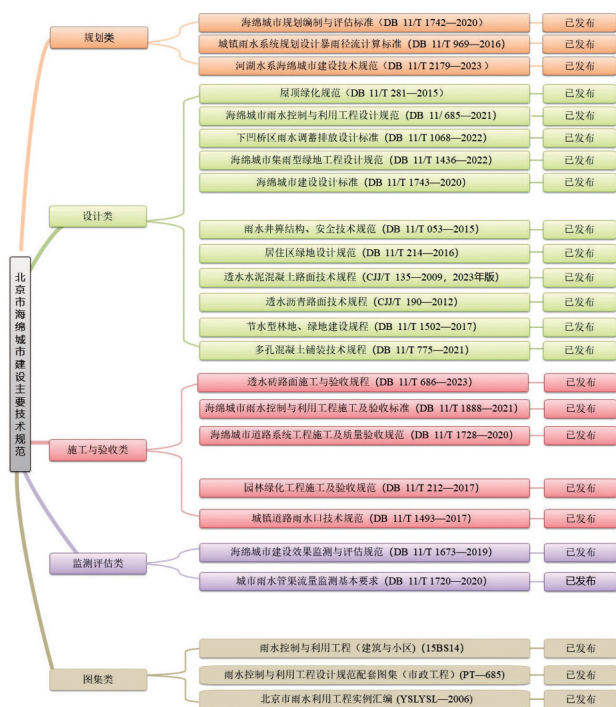 北京市海绵城市建设主要技术规范
规划类
海绵城市规划编制与评估标准（DB 11/T 1742—2020） 已发布
城镇雨水系统规划设计暴雨径流计算标准（DB 11/T 969—2016） 已发布
河湖水系海绵城市建设技术规范（DB 11/T 2179—2023 ） 已发布
设计类
屋顶绿化规范（DB 11/T 281—2015） 已发布
海绵城市雨水控制与利用工程设计规范（DB 11/ 685—2021） 已发布
下凹桥区雨水调蓄排放设计标准（DB 11/T 1068—2022） 已发布
海绵城市集雨型绿地工程设计规范（DB 11/T 1436—2022） 已发布
海绵城市建设设计标准（DB 11/T 1743—2020） 已发布
雨水井箅结构、安全技术规范（DB 11/T 053—2015） 已发布
居住区绿地设计规范（DB 11/T 214—2016） 已发布
透水水泥混凝土路面技术规程（CJJ/T 135—2009，2023年版） 已发布
透水沥青路面技术规程（CJJ/T 190—2012） 已发布
节水型林地、绿地建设规程（DB 11/T 1502—2017） 已发布
多孔混凝土铺装技术规程（DB 11/T 775—2021） 已发布
施工与验收类
透水砖路面施工与验收规程（DB 11/T 686—2023） 已发布
海绵城市雨水控制与利用工程施工及验收标准（DB 11/T 1888—2021） 已发布
海绵城市道路系统工程施工及质量验收规范（DB 11/T 1728—2020） 已发布
园林绿化工程施工及验收规范（DB 11/T 212—2017） 已发布
城镇道路雨水口技术规范（DB 11/T 1493—2017） 已发布
监测评估类
海绵城市建设效果监测与评估规范（DB 11/T 1673—2019） 已发布
城市雨水管渠流量监测基本要求（DB 11/T 1720—2020） 已发布
图集类
雨水控制与利用工程（建筑与小区）（15BS14） 已发布
雨水控制与利用工程设计规范配套图集（市政工程）（PT—685） 已发布
北京市雨水利用工程实例汇编（YSLYSL—2006） 已发布